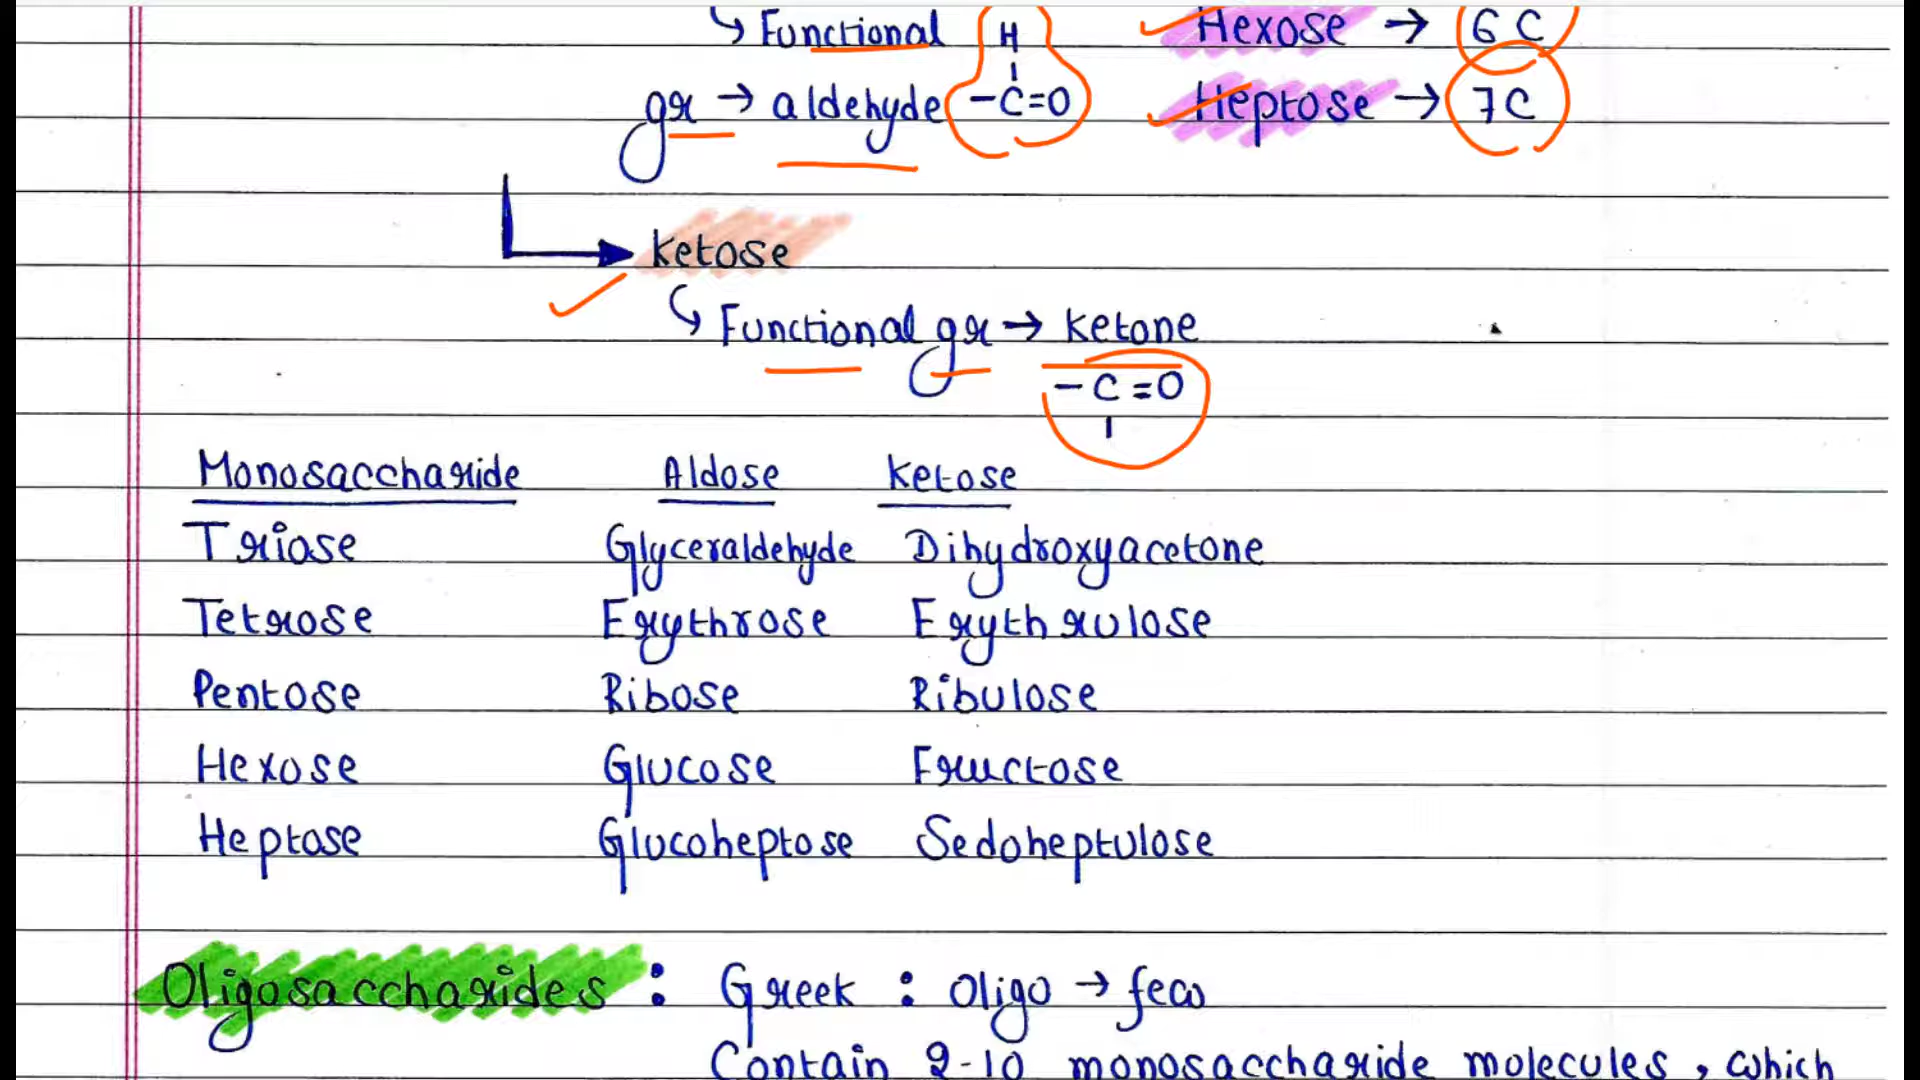 ↳ Functional H Hexose → 6 C
gr → aldehyde -C=O Heptose → 7C
Ketose
↳ Functional gr → Ketone
-C=O
Monosaccharide Aldose Ketose
Triose Glyceraldehyde Dihydroxyacetone
Tetrose Erythrose Erythrulose
Pentose Ribose Ribulose
Hexose Glucose Fructose
Heptose Glucoheptose Sedoheptulose
Oligosaccharides : Greek : Oligo → few
Contain 2-10 monosaccharide molecules, which